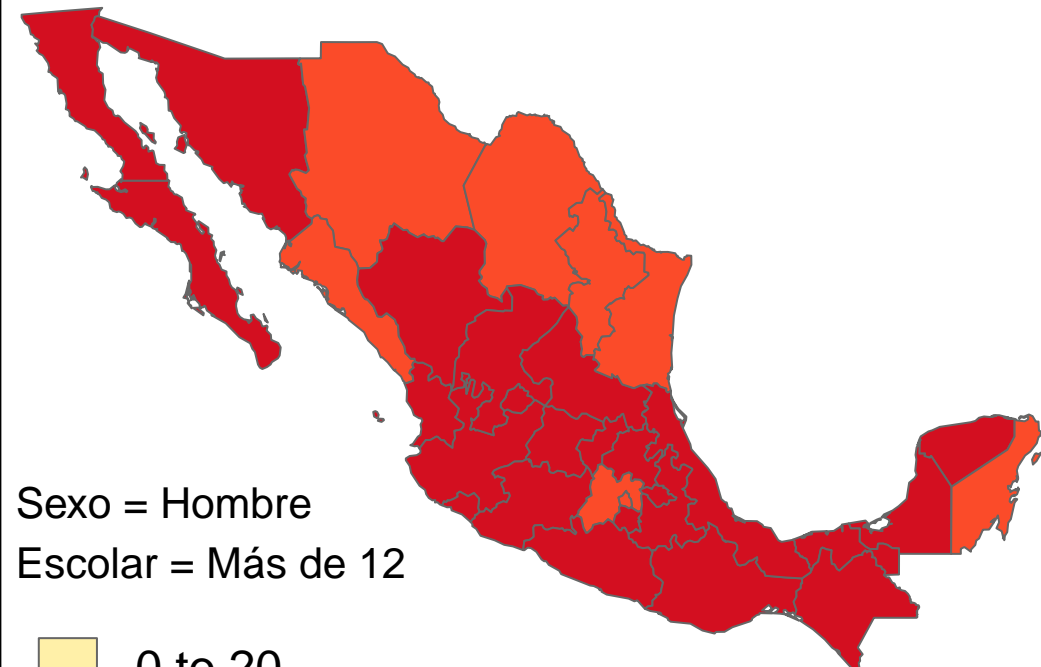 Sexo = Hombre
Escolar = Más de 12
0 to 20